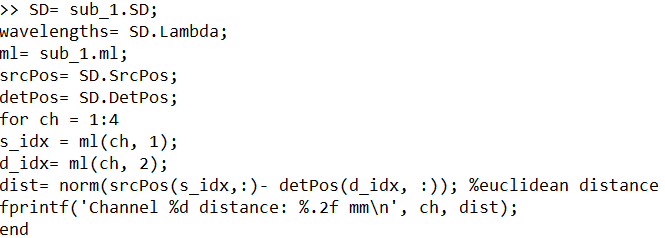 >> SD= sub_1.SD;
wavelengths= SD.Lambda;
ml= sub_1.ml;
srcPos= SD.SrcPos;
detPos= SD.DetPos;
for ch = 1:4
s_idx = ml(ch, 1);
d_idx= ml(ch, 2);
dist= norm(srcPos(s_idx,:)- detPos(d_idx, :)); %euclidean distance
fprintf('Channel %d distance: %.2f mm\n', ch, dist);
end